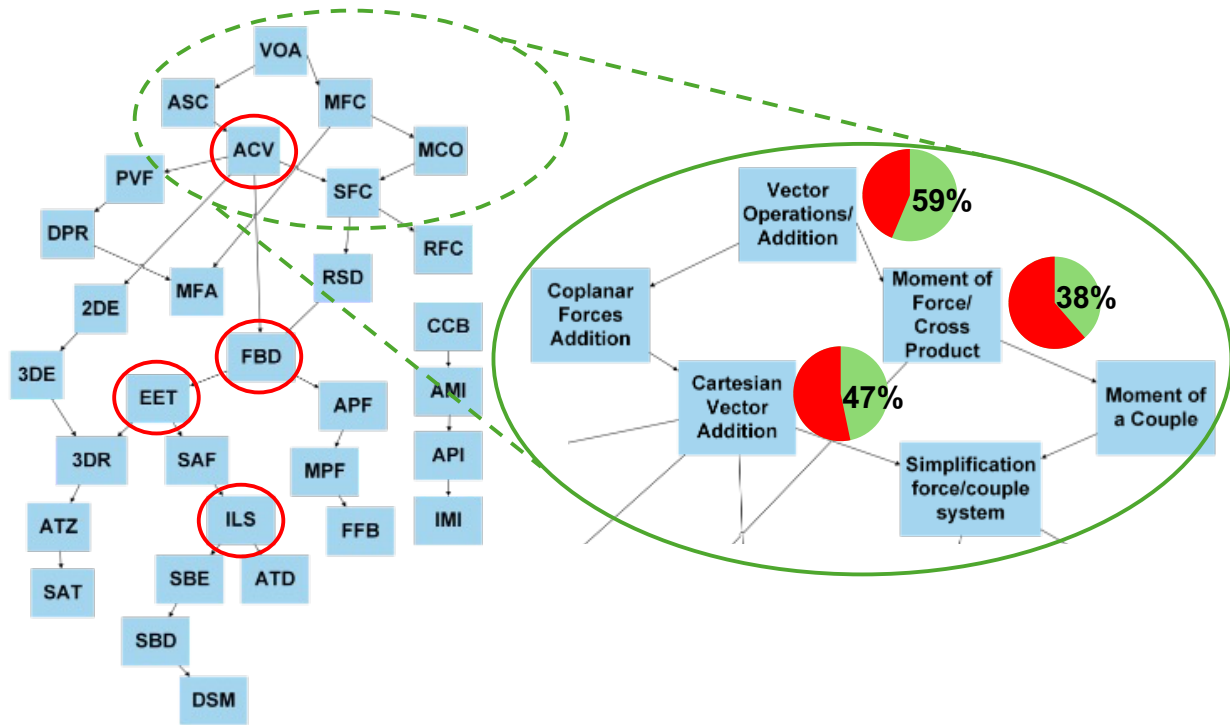 VOA
ASC
MFC
ACV
MCO
PVF
SFC
DPR
RFC
RSD
MFA
2DE
CCB
FBD
3DE
EET
AMI
APF
3DR
SAF
API
MPF
ATZ
ILS
FFB
IMI
SBE
ATD
SAT
SBD
DSM
Vector
Operations/
Addition
59%
Coplanar
Forces
Addition
Moment of
Force/
Cross
Product
38%
Cartesian
Vector
Addition
47%
Moment of
a Couple
Simplification
force/couple
system